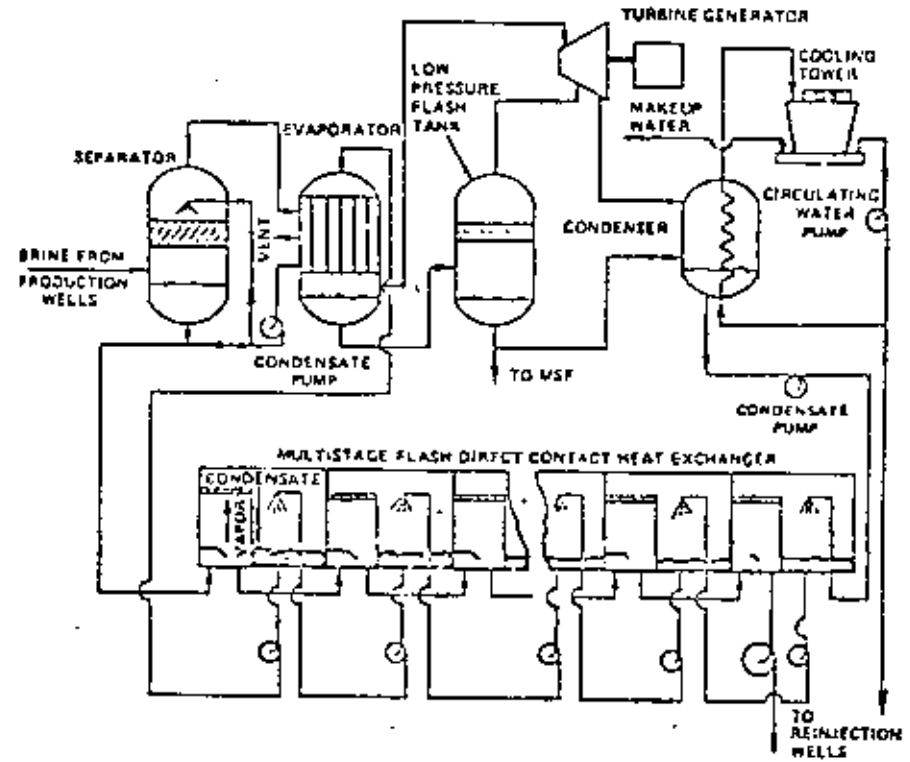 TURBINE GENERATOR
COOLING
TOWER
LOW
PRESSURE
FLASH
TANK
MAKEUP
WATER
EVAPORATOR
SEPARATOR
VENT
CONDENSER
CIRCULATING
WATER
PUMP
BRINE FROM
PRODUCTION
WELLS
CONDENSATE
PUMP
TO MSF
CONDENSATE
PUMP
MULTISTAGE FLASH DIRECT CONTACT HEAT EXCHANGER
CONDENSATE
VAPOR
TO
REINJECTION
WELLS